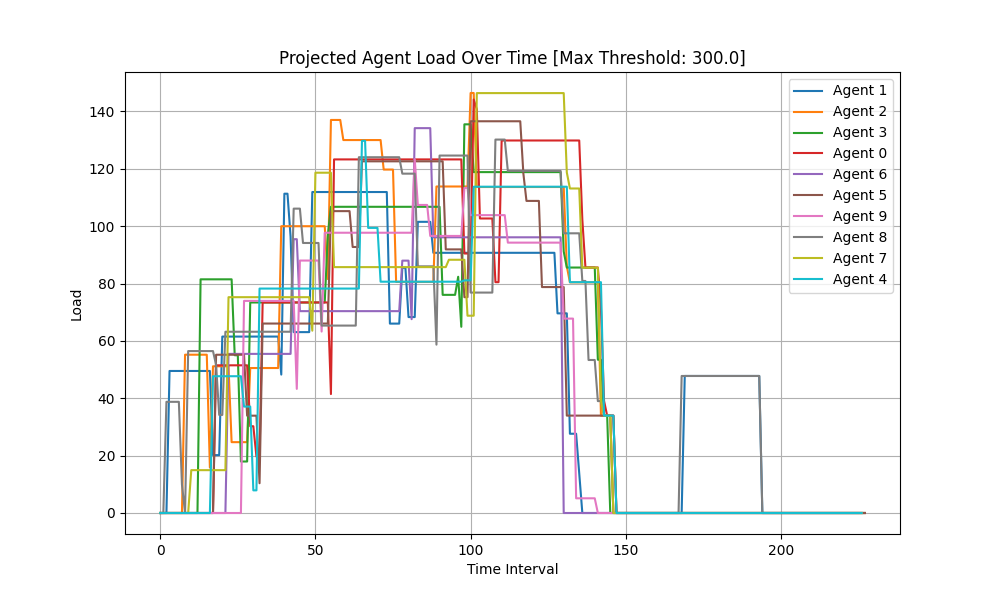 Projected Agent Load Over Time [Max Threshold: 300.0]
Load
140
120
100
80
60
40
20
0
0 50 100 150 200
Time Interval
Agent 1
Agent 2
Agent 3
Agent 0
Agent 6
Agent 5
Agent 9
Agent 8
Agent 7
Agent 4